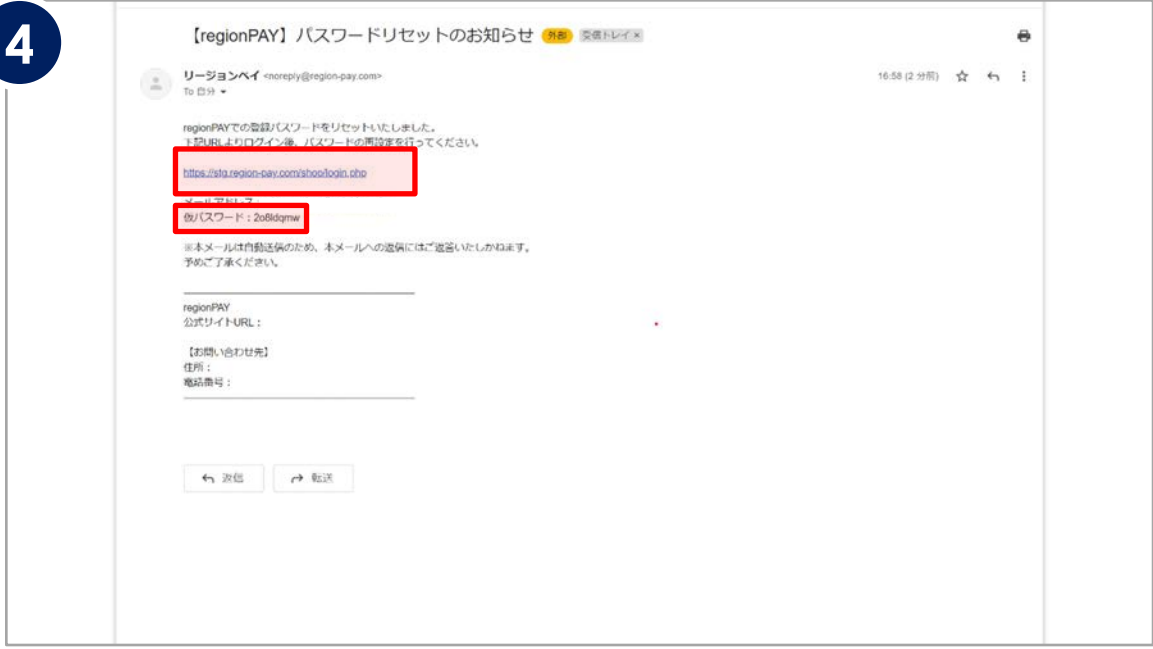 4
【regionPAY】パスワードリセットのお知らせ 外部 受信トレイ ×
リージョンペイ <noreply@region-pay.com> 16:58 (2 分前)
To 自分
regionPAYでの登録パスワードをリセットいたしました。
下記URLよりログイン後、パスワードの再設定を行ってください。
https://stg.region-pay.com/shop/login.php
メールアドレス：
仮パスワード：2o8ldqmw
※本メールは自動送信のため、本メールへの返信にはご返答いたしかねます。
予めご了承ください。
regionPAY
公式サイトURL：
【お問い合わせ先】
住所：
電話番号：
返信 転送